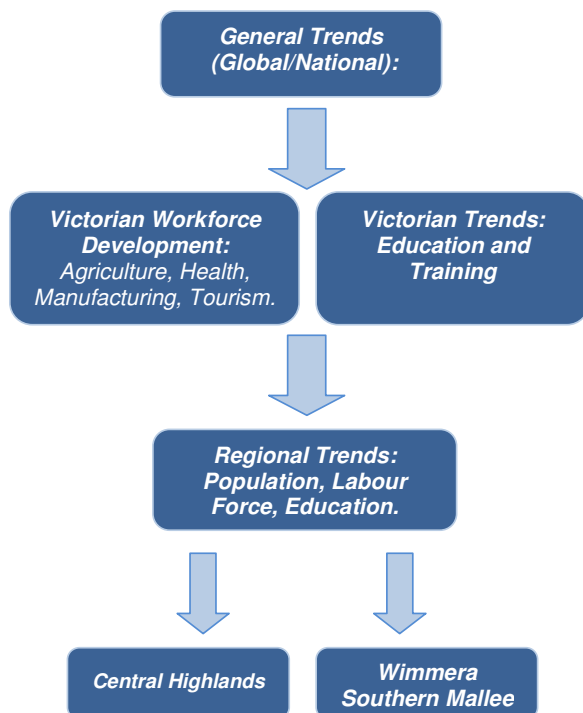 General Trends
(Global/National):
Victorian Workforce
Development:
Agriculture, Health,
Manufacturing, Tourism.
Victorian Trends:
Education and
Training
Regional Trends:
Population, Labour
Force, Education.
Central Highlands
Wimmera
Southern Mallee